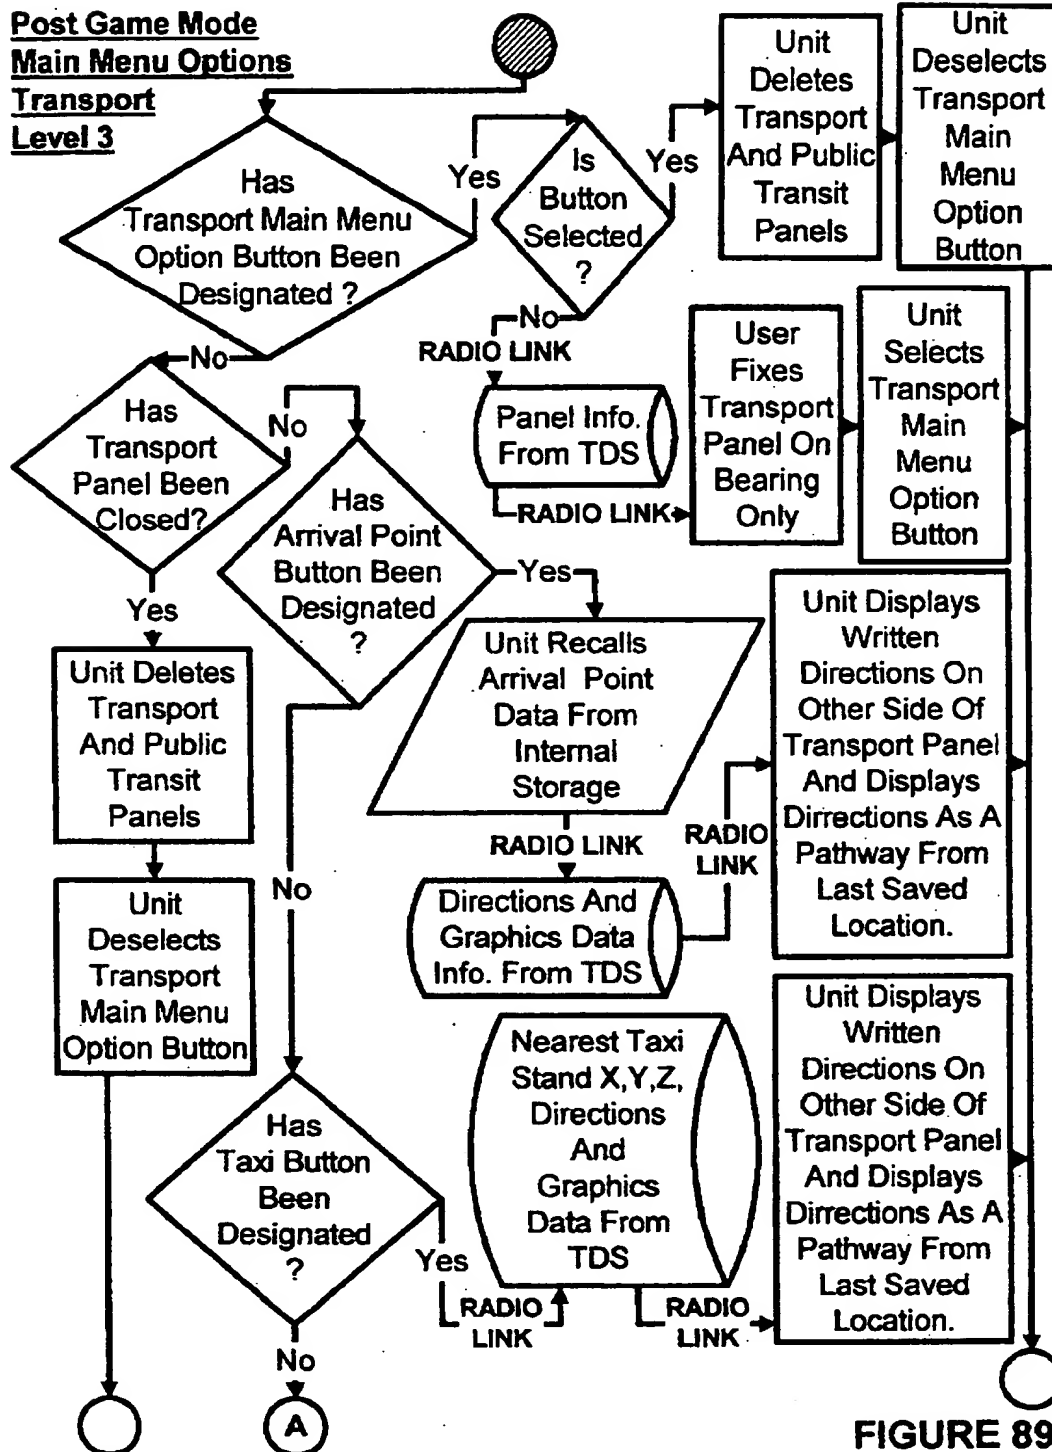 Post Game Mode
Main Menu Options
Transport
Level 3
Has
Transport Main Menu
Option Button Been
Designated ?
Yes
Is
Button
Selected
?
Yes
Unit
Deletes
Transport
And Public
Transit
Panels
Unit
Deselects
Transport
Main
Menu
Option
Button
No
RADIO LINK
Panel Info.
From TDS
RADIO LINK
User
Fixes
Transport
Panel On
Bearing
Only
Unit
Selects
Transport
Main
Menu
Option
Button
No
Has
Transport
Panel Been
Closed?
No
Has
Arrival Point
Button Been
Designated
?
Yes
Unit Recalls
Arrival Point
Data From
Internal
Storage
RADIO LINK
Directions And
Graphics Data
Info. From TDS
RADIO
LINK
Unit Displays
Written
Directions On
Other Side Of
Transport Panel
And Displays
Dirrections As A
Pathway From
Last Saved
Location.
Yes
Unit Deletes
Transport
And Public
Transit
Panels
Unit
Deselects
Transport
Main Menu
Option Button
No
Has
Taxi Button
Been
Designated
?
Yes
RADIO
LINK
Nearest Taxi
Stand X,Y,Z,
Directions
And
Graphics
Data From
TDS
RADIO
LINK
Unit Displays
Written
Directions On
Other Side Of
Transport Panel
And Displays
Dirrections As A
Pathway From
Last Saved
Location.
No
A
FIGURE 89